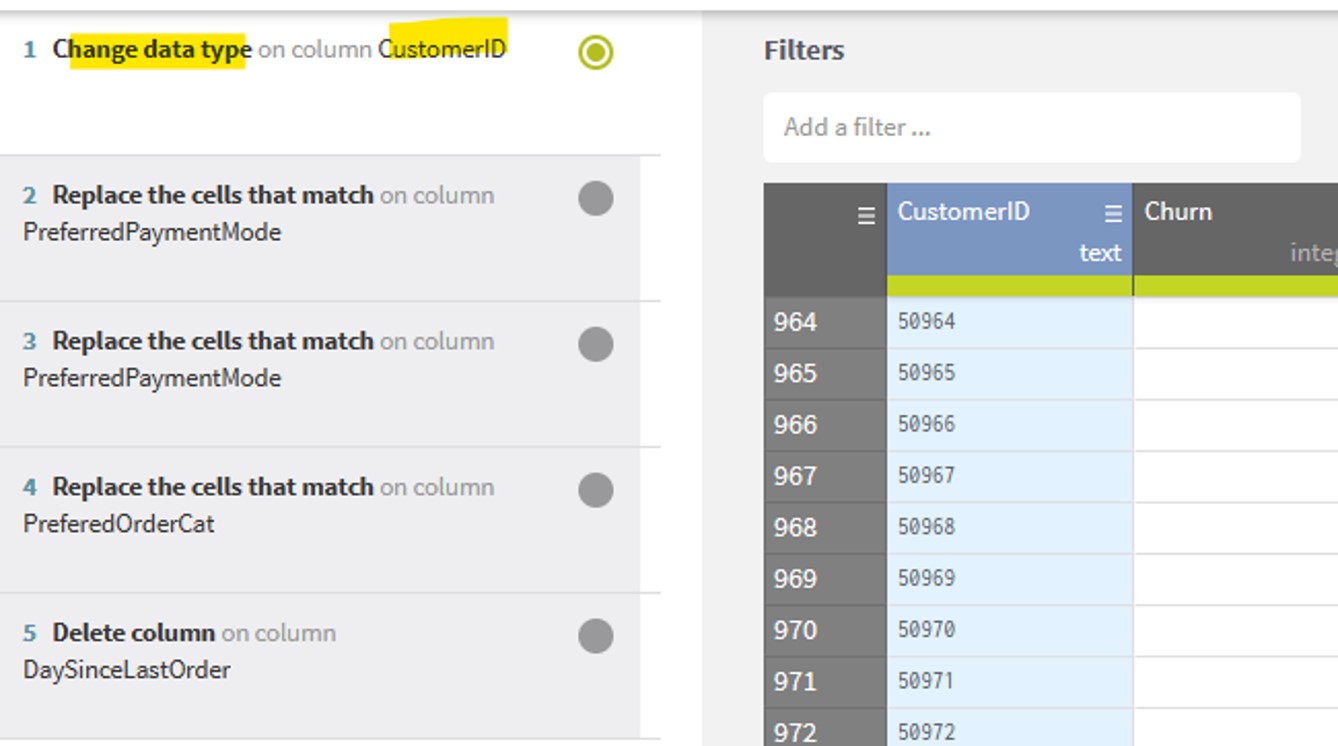 1 Change data type on column CustomerID
2 Replace the cells that match on column
PreferredPaymentMode
3 Replace the cells that match on column
PreferredPaymentMode
4 Replace the cells that match on column
PreferedOrderCat
5 Delete column on column
DaySinceLastOrder
Filters
Add a filter ...
CustomerID Churn
text integ
964 50964
965 50965
966 50966
967 50967
968 50968
969 50969
970 50970
971 50971
972 50972